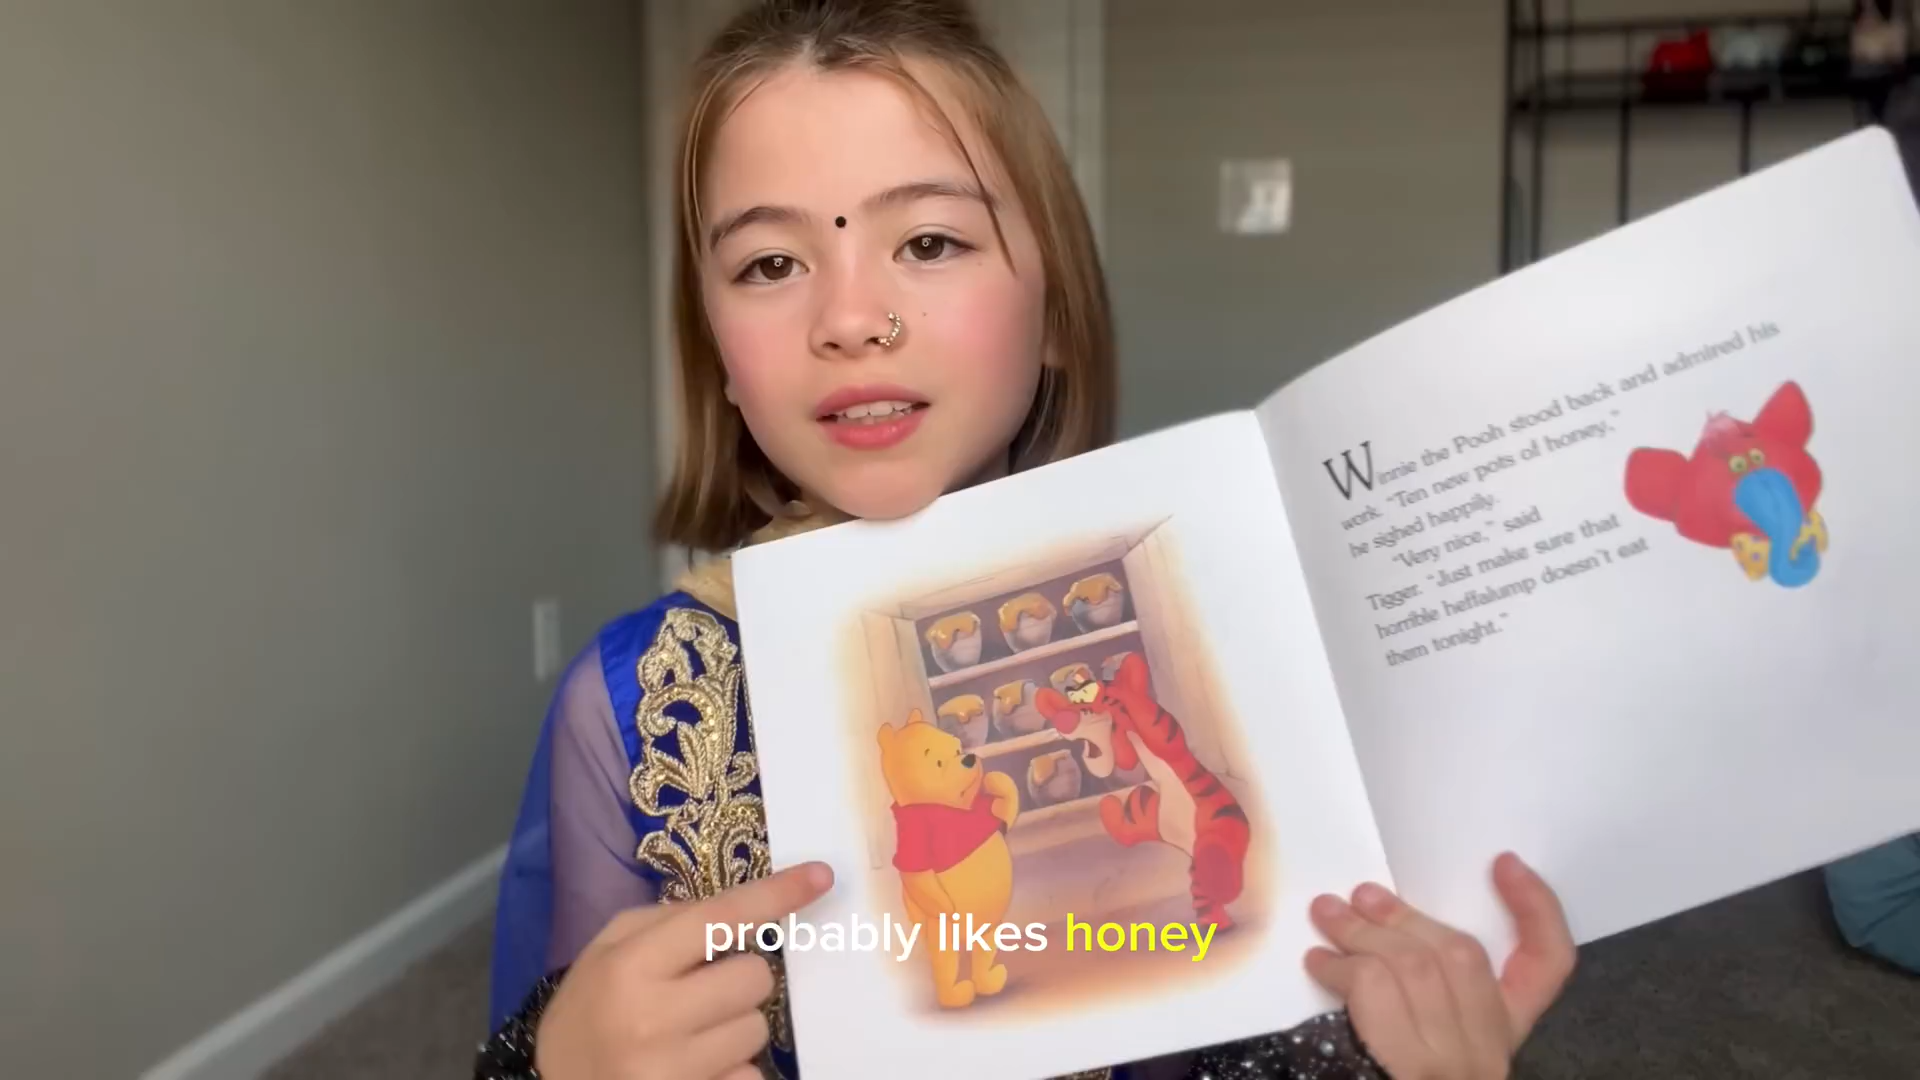 Winnie the Pooh stood back and admired his
work. "Ten new pots of honey,"
he sighed happily.
"Very nice," said
Tigger. "Just make sure that
horrible heffalump doesn't eat
them tonight."
probably likes honey